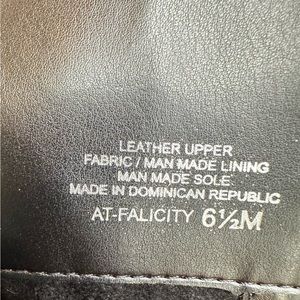 LEATHER UPPER
FABRIC / MAN MADE LINING
MAN MADE SOLE
MADE IN DOMINICAN REPUBLIC
AT-FALICITY 6½M